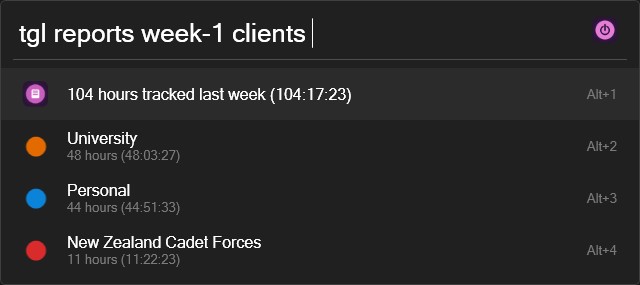 tgl reports week-1 clients
104 hours tracked last week (104:17:23)
Alt+1
University
48 hours (48:03:27)
Alt+2
Personal
44 hours (44:51:33)
Alt+3
New Zealand Cadet Forces
11 hours (11:22:23)
Alt+4